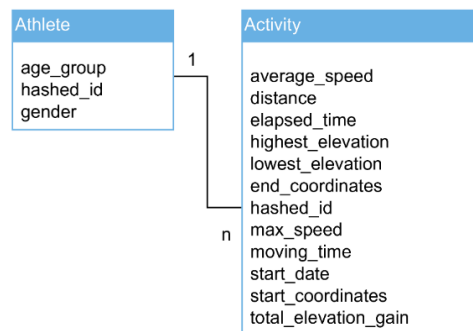 Athlete
age_group
hashed_id
gender
1
n
Activity
average_speed
distance
elapsed_time
highest_elevation
lowest_elevation
end_coordinates
hashed_id
max_speed
moving_time
start_date
start_coordinates
total_elevation_gain